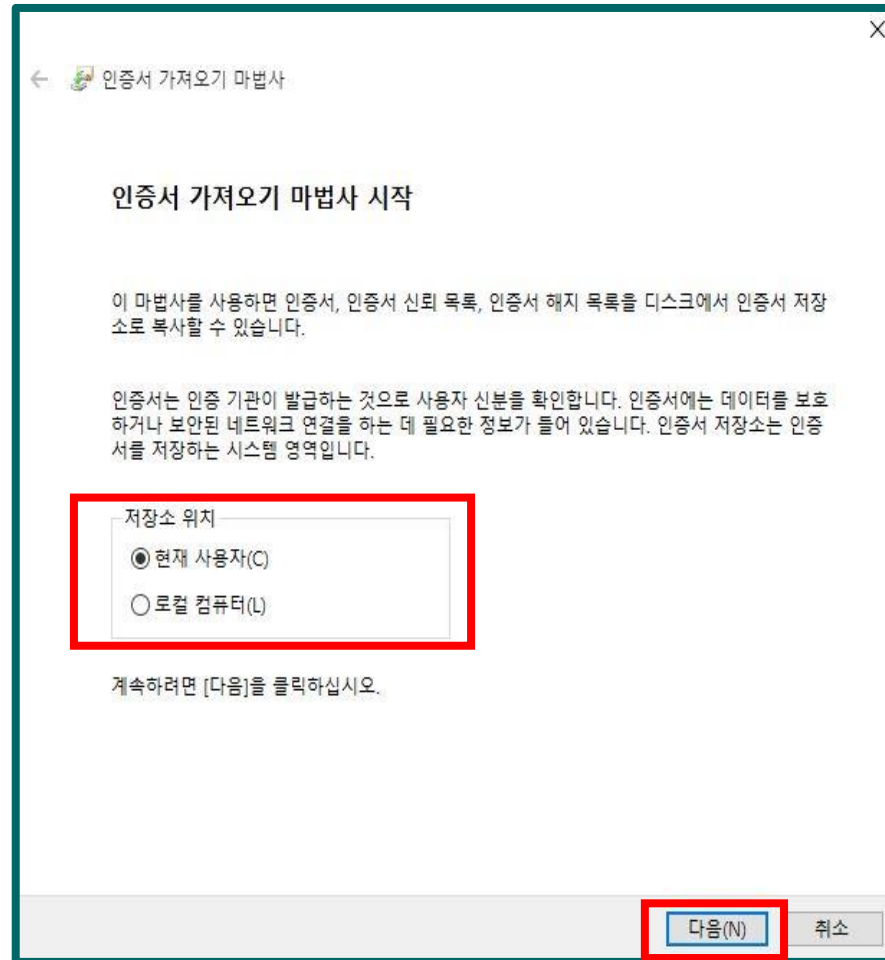 인증서 가져오기 마법사
인증서 가져오기 마법사 시작
이 마법사를 사용하면 인증서, 인증서 신뢰 목록, 인증서 해지 목록을 디스크에서 인증서 저장
소로 복사할 수 있습니다.
인증서는 인증 기관이 발급하는 것으로 사용자 신분을 확인합니다. 인증서에는 데이터를 보호
하거나 보안된 네트워크 연결을 하는 데 필요한 정보가 들어 있습니다. 인증서 저장소는 인증
서를 저장하는 시스템 영역입니다.
저장소 위치
현재 사용자(C)
로컬 컴퓨터(L)
계속하려면 [다음]을 클릭하십시오.
다음(N) 취소